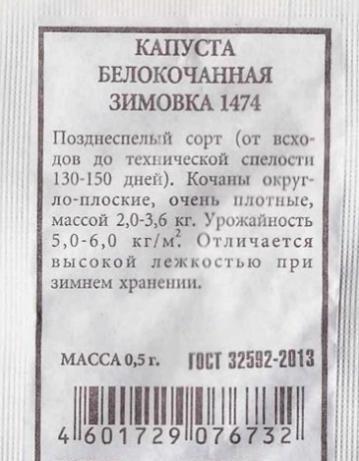 КАПУСТА
БЕЛОКОЧАННАЯ
ЗИМОВКА 1474
Позднеспелый сорт (от всхо-
дов до технической спелости
130-150 дней). Кочаны округ-
ло-плоские, очень плотные,
массой 2,0-3,6 кг. Урожайность
5,0-6,0 кг/м². Отличается
высокой лежкостью при
зимнем хранении.
МАССА 0,5 г. ГОСТ 32592-2013
4 601729 076732